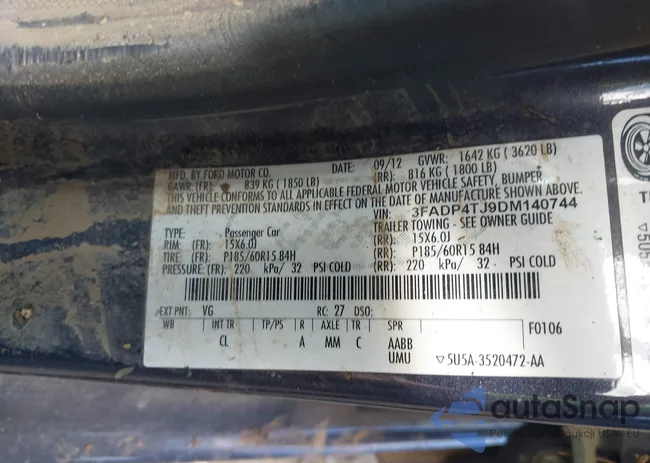 MFD. BY FORD MOTOR CO. DATE: 09/12 GVWR: 1642 KG ( 3620 LB)
GAWR: (FR) 839 KG ( 1850 LB) (RR): 816 KG ( 1800 LB)
CONFORMS TO ALL APPLICABLE FEDERAL MOTOR VEHICLE SAFETY, BUMPER
AND THEFT PREVENTION STANDARDS IN EFFECT ON THE DATE OF MANUFACTURE SHOWN ABOVE
VIN: 3FADP4TJ9DM140744
TYPE: Passenger Car TRAILER TOWING - SEE OWNER GUIDE
RIM (FR): 15X6.0J (RR): 15X6.0J
TIRE: (FR): P185/60R15 84H (RR): P185/60R15 84H
PRESSURE: (FR): 220 kPa/ 32 PSI COLD (RR): 220 kPa/ 32 PSI COLD
EXT PNT: VG RC: 27 DSO:
WB INT TR TP/PS R AXLE TR SPR F0106
CL A MM C AABB
UMU ▽5U5A-3520472-AA
autoSnap